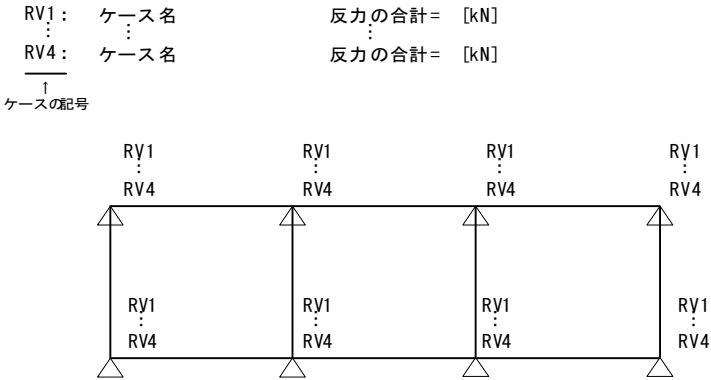 RV1: ケース名 反力の合計= [kN]
⋮ ⋮ ⋮
RV4: ケース名 反力の合計= [kN]
↑
ケースの記号
RV1 RV1 RV1 RV1
⋮ ⋮ ⋮ ⋮
RV4 RV4 RV4 RV4
RV1 RV1 RV1 RV1
⋮ ⋮ ⋮ ⋮
RV4 RV4 RV4 RV4